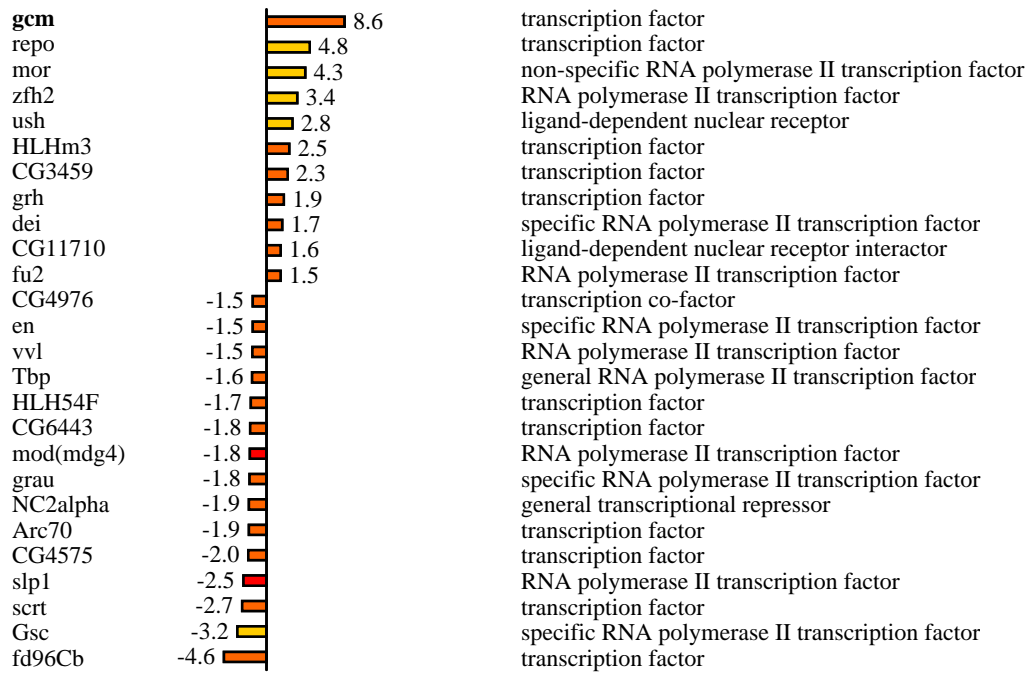 gcm 8.6 transcription factor
repo 4.8 transcription factor
mor 4.3 non-specific RNA polymerase II transcription factor
zfh2 3.4 RNA polymerase II transcription factor
ush 2.8 ligand-dependent nuclear receptor
HLHm3 2.5 transcription factor
CG3459 2.3 transcription factor
grh 1.9 transcription factor
dei 1.7 specific RNA polymerase II transcription factor
CG11710 1.6 ligand-dependent nuclear receptor interactor
fu2 1.5 RNA polymerase II transcription factor
CG4976 -1.5 transcription co-factor
en -1.5 specific RNA polymerase II transcription factor
vvl -1.5 RNA polymerase II transcription factor
Tbp -1.6 general RNA polymerase II transcription factor
HLH54F -1.7 transcription factor
CG6443 -1.8 transcription factor
mod(mdg4) -1.8 RNA polymerase II transcription factor
grau -1.8 specific RNA polymerase II transcription factor
NC2alpha -1.9 general transcriptional repressor
Arc70 -1.9 transcription factor
CG4575 -2.0 transcription factor
slp1 -2.5 RNA polymerase II transcription factor
scrt -2.7 transcription factor
Gsc -3.2 specific RNA polymerase II transcription factor
fd96Cb -4.6 transcription factor